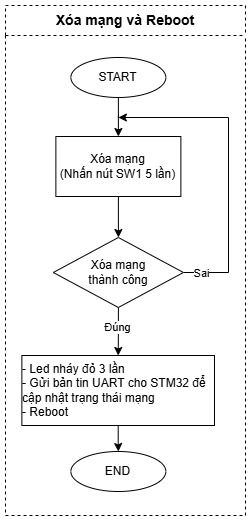 Xóa mạng và Reboot
START
Xóa mạng
(Nhấn nút SW1 5 lần)
Xóa mạng
thành công
Sai
Đúng
- Led nháy đỏ 3 lần
- Gửi bản tin UART cho STM32 để
cập nhật trạng thái mạng
- Reboot
END